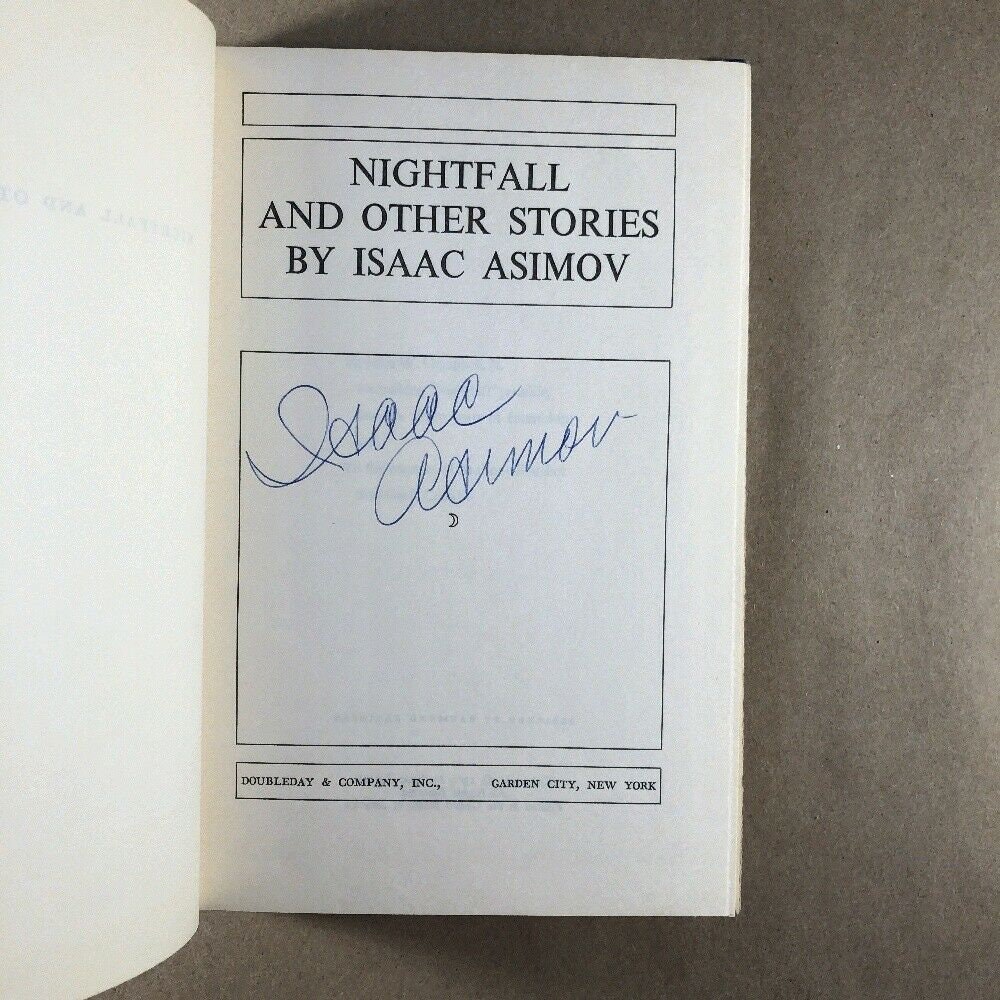 NIGHTFALL
AND OTHER STORIES
BY ISAAC ASIMOV
Isaac
Asimov
DOUBLEDAY & COMPANY, INC., GARDEN CITY, NEW YORK